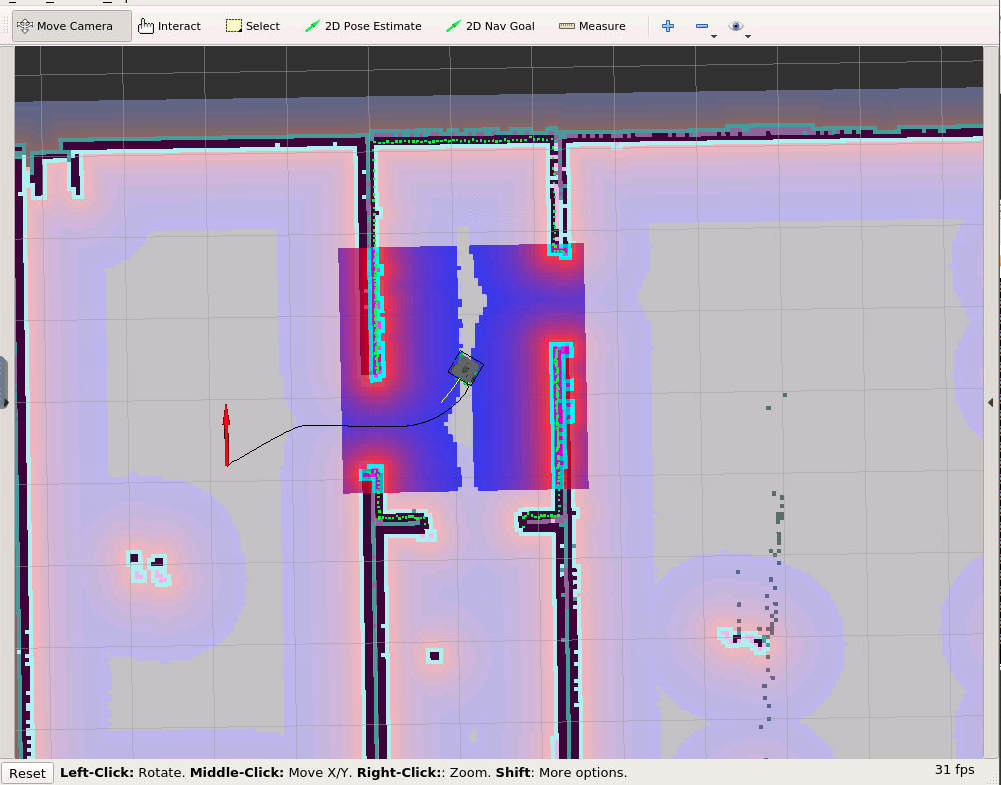 Move Camera Interact Select 2D Pose Estimate 2D Nav Goal Measure
Reset Left-Click: Rotate. Middle-Click: Move X/Y. Right-Click:: Zoom. Shift: More options. 31 fps